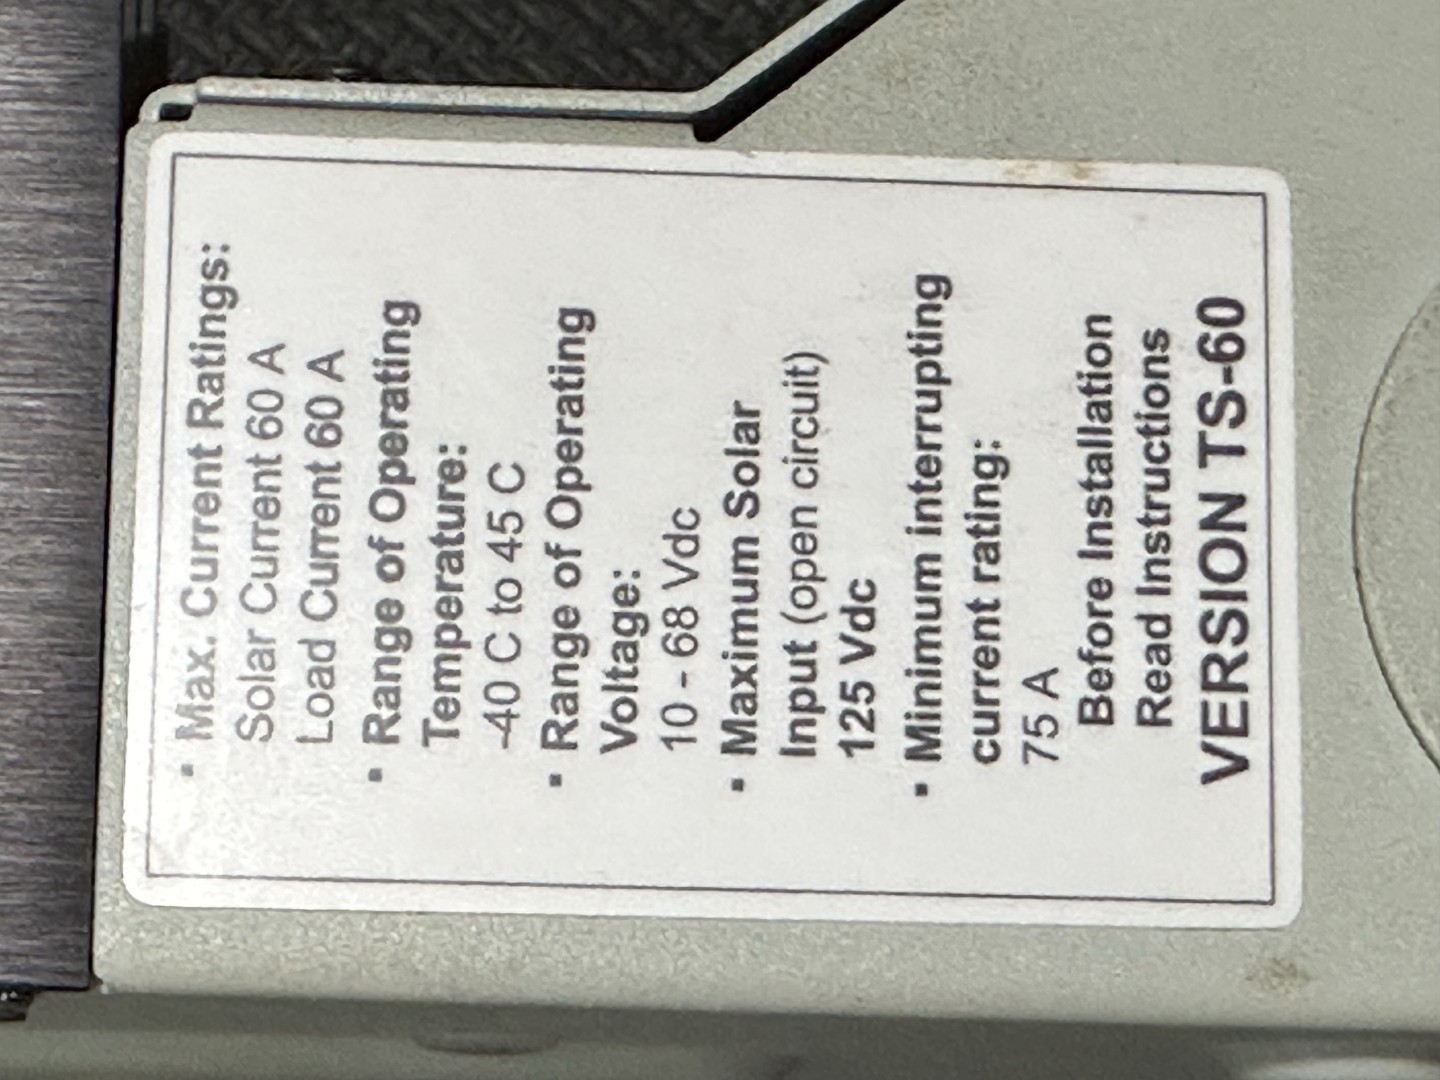 • Max. Current Ratings:
Solar Current 60 A
Load Current 60 A
• Range of Operating
Temperature:
-40 C to 45 C
• Range of Operating
Voltage:
10 - 68 Vdc
• Maximum Solar
Input (open circuit)
125 Vdc
• Minimum interrupting
current rating:
75 A
Before Installation
Read Instructions
VERSION TS-60